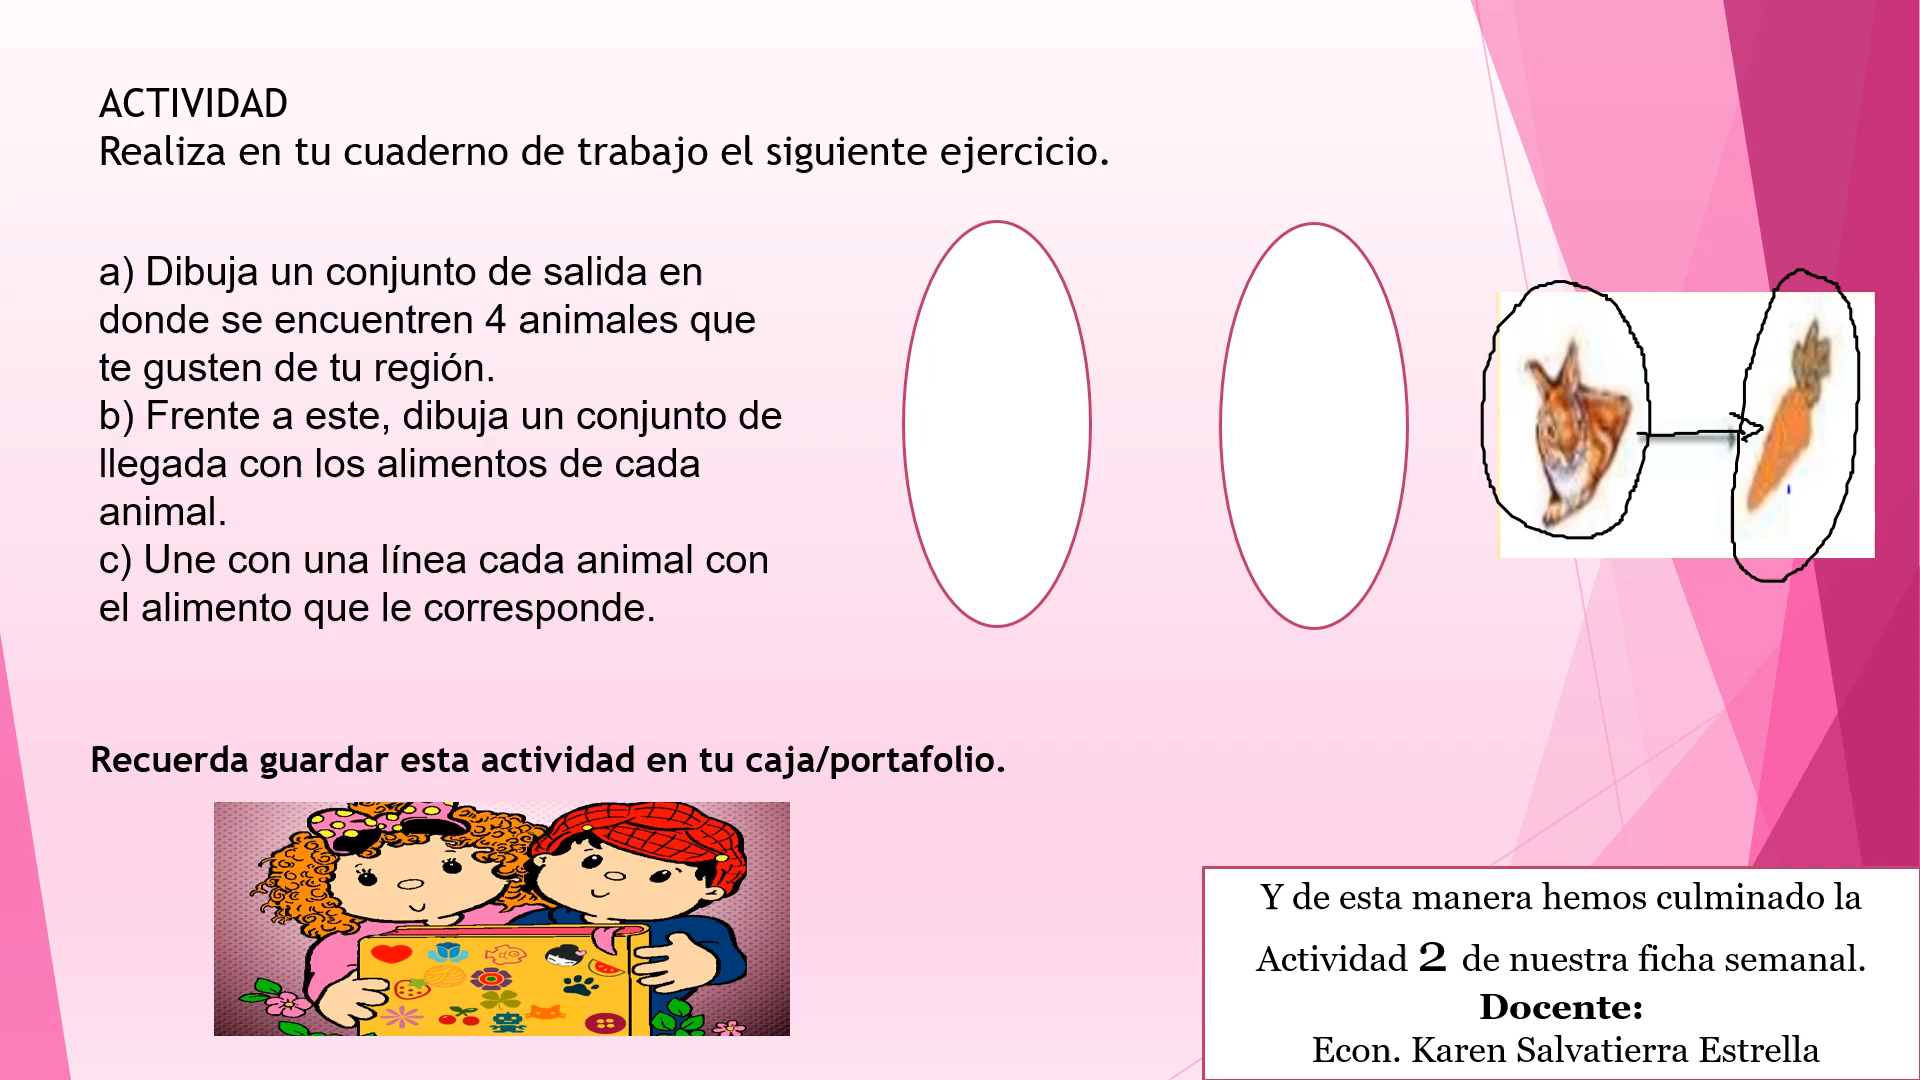 ACTIVIDAD
Realiza en tu cuaderno de trabajo el siguiente ejercicio.
a) Dibuja un conjunto de salida en
donde se encuentren 4 animales que
te gusten de tu región.
b) Frente a este, dibuja un conjunto de
llegada con los alimentos de cada
animal.
c) Une con una línea cada animal con
el alimento que le corresponde.
Recuerda guardar esta actividad en tu caja/portafolio.
Y de esta manera hemos culminado la
Actividad 2 de nuestra ficha semanal.
Docente:
Econ. Karen Salvatierra Estrella